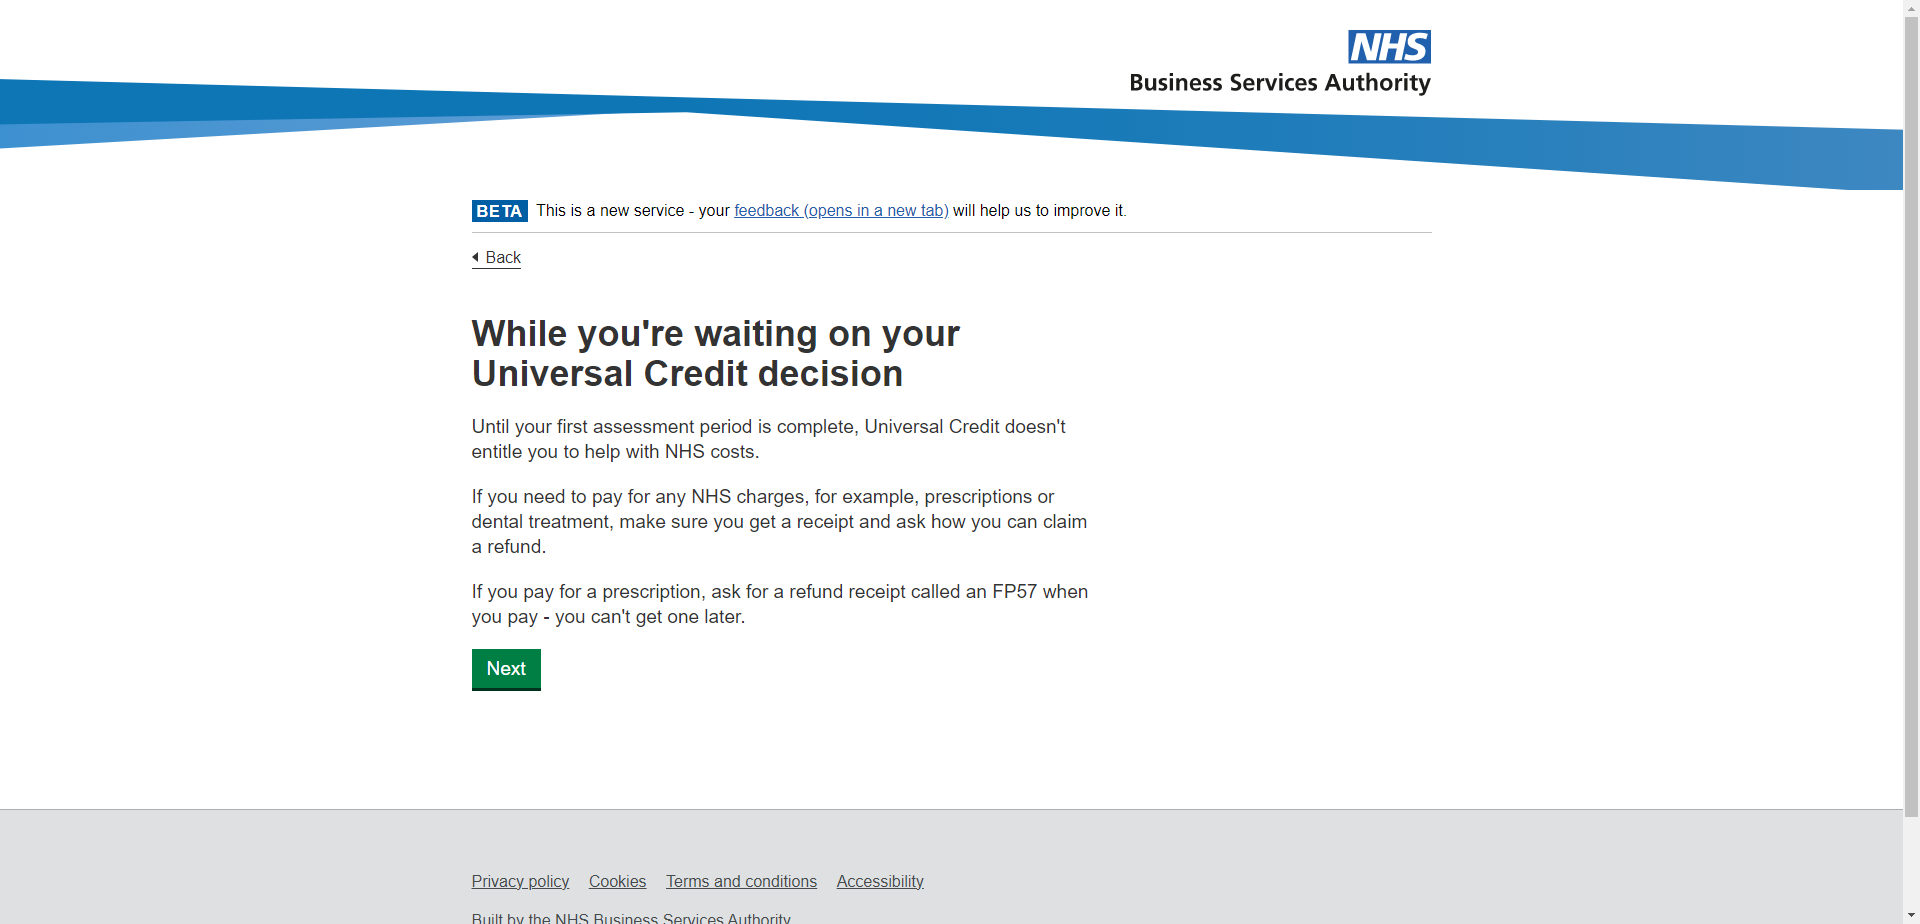 NHS
Business Services Authority
BETA This is a new service - your feedback (opens in a new tab) will help us to improve it.
Back
While you're waiting on your
Universal Credit decision
Until your first assessment period is complete, Universal Credit doesn't
entitle you to help with NHS costs.
If you need to pay for any NHS charges, for example, prescriptions or
dental treatment, make sure you get a receipt and ask how you can claim
a refund.
If you pay for a prescription, ask for a refund receipt called an FP57 when
you pay - you can't get one later.
Next
Privacy policy Cookies Terms and conditions Accessibility
Built by the NHS Business Services Authority